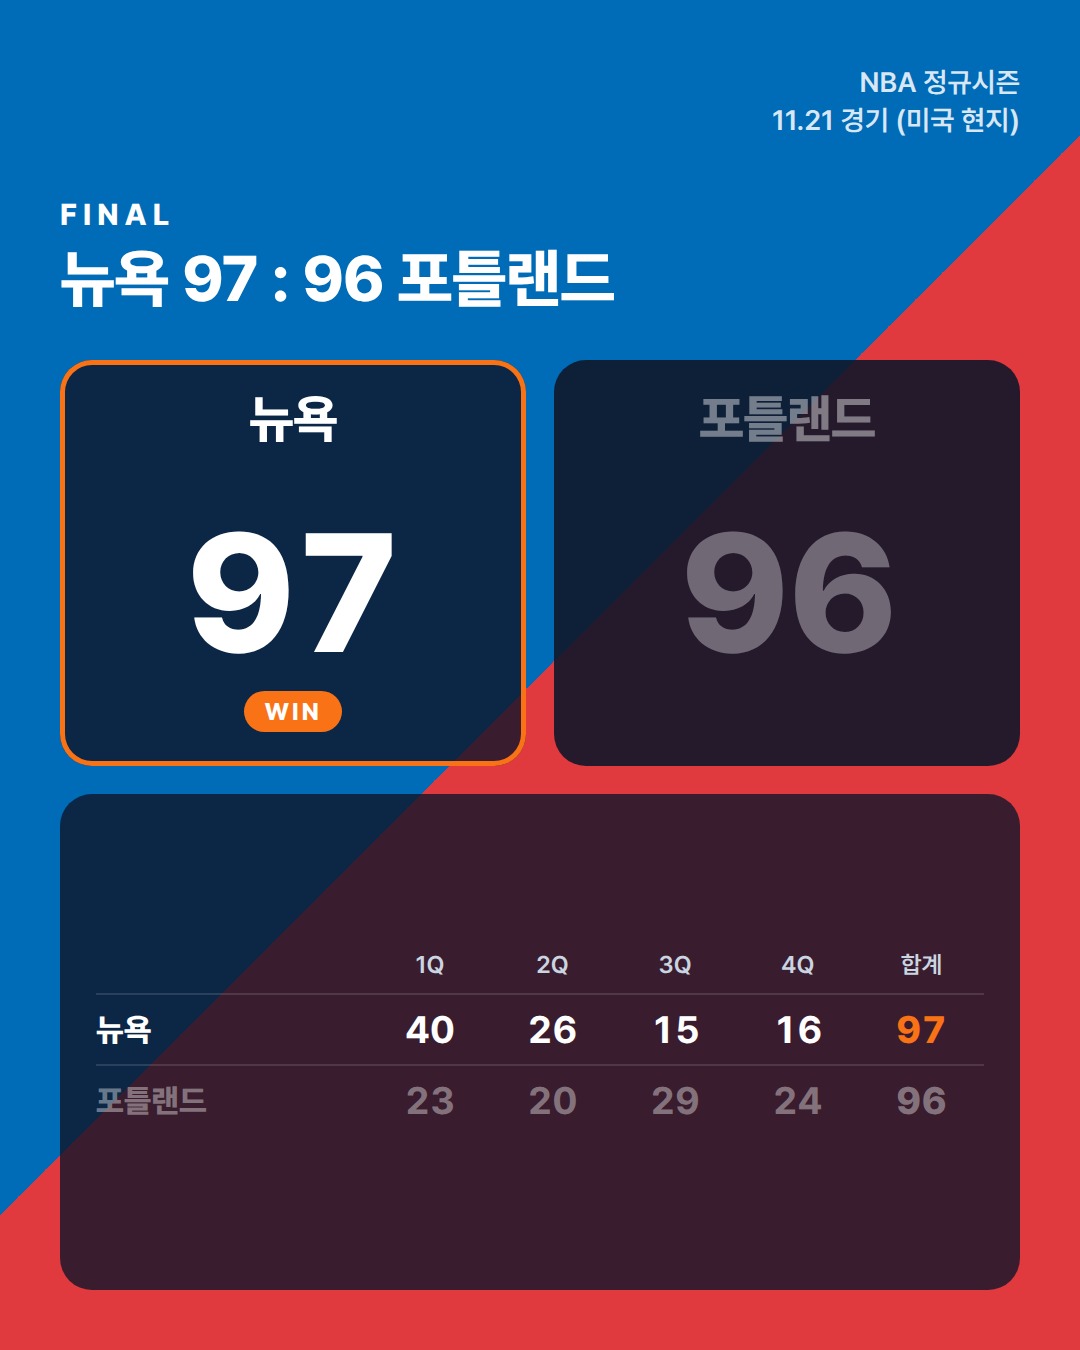 NBA 정규시즌
11.21 경기 (미국 현지)
FINAL
뉴욕 97 : 96 포틀랜드
뉴욕
97
WIN
포틀랜드
96
1Q 2Q 3Q 4Q 합계
뉴욕 40 26 15 16 97
포틀랜드 23 20 29 24 96